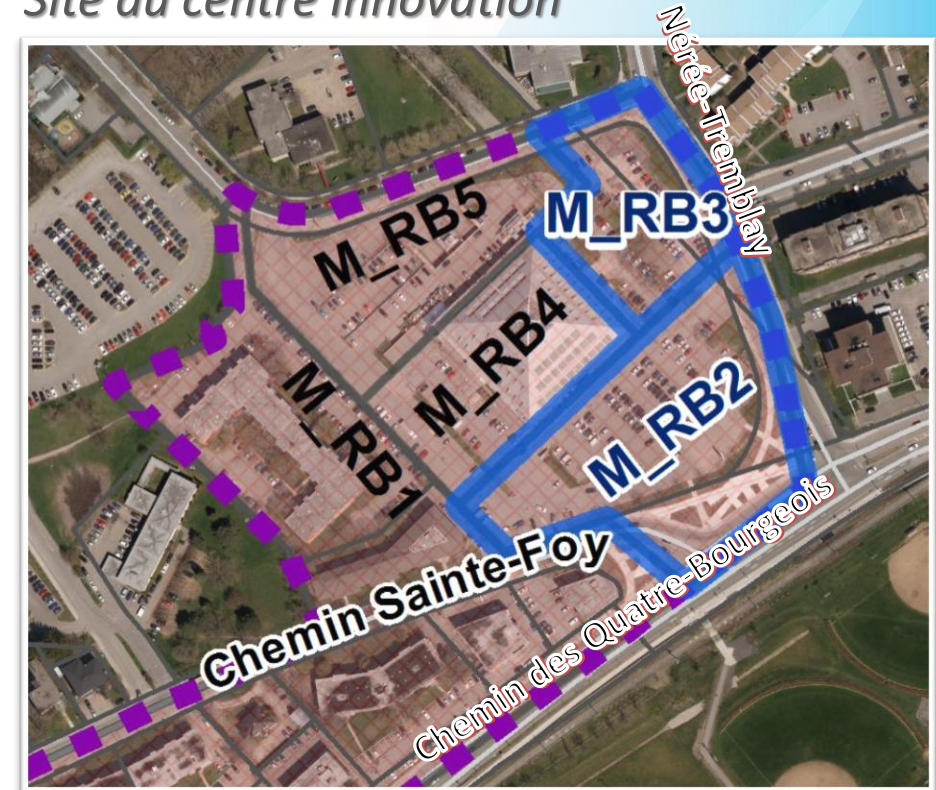 Site du centre innovation
Nérée-Tremblay
M_RB5
M_RB3
M_RB4
M_RB1
M_RB2
Chemin Sainte-Foy
Chemin des Quatre-Bourgeois